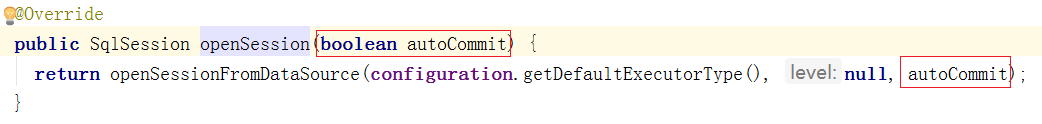 @Override
public SqlSession openSession(boolean autoCommit) {
return openSessionFromDataSource(configuration.getDefaultExecutorType(), level: null, autoCommit);
}